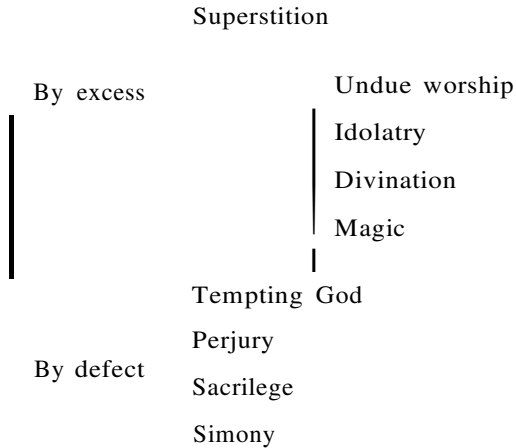 Superstition
By excess
Undue worship
Idolatry
Divination
Magic
Tempting God
Perjury
By defect
Sacrilege
Simony